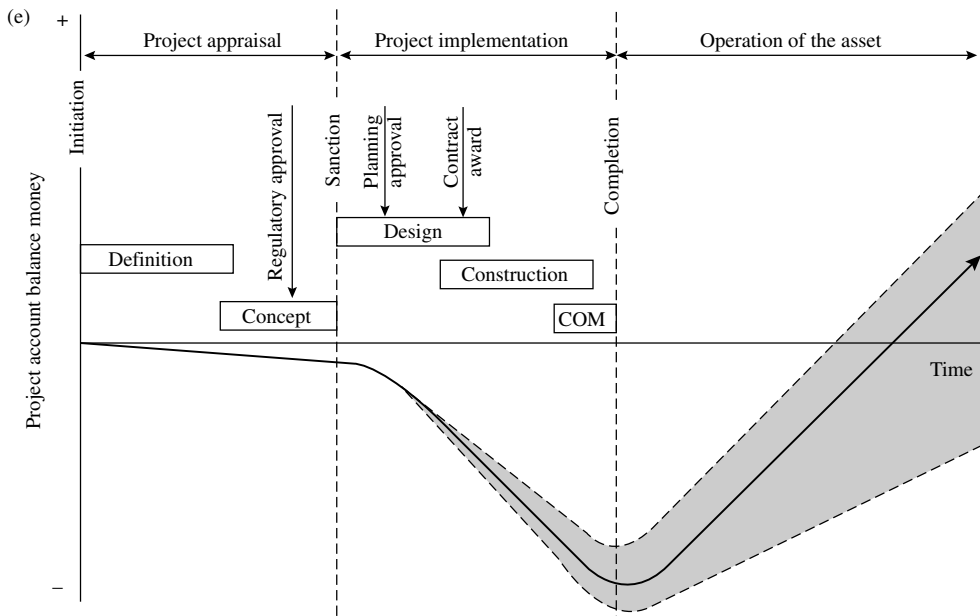 (e)
+
Project appraisal
Project implementation
Operation of the asset
Initiation
Regulatory approval
Sanction
Planning
approval
Contract
award
Completion
Design
Definition
Construction
Concept
COM
Project account balance money
Time
–